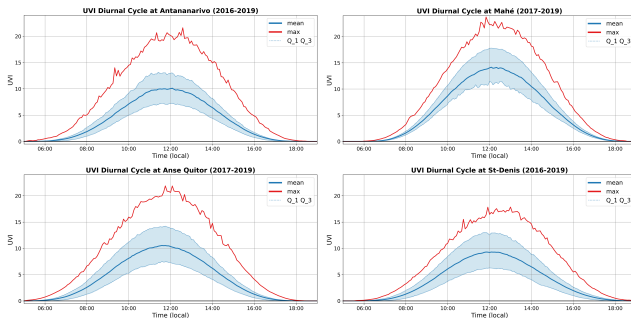 UVI Diurnal Cycle at Antananarivo (2016-2019)
mean
max
Q_1 Q_3
UVI
20
15
10
5
0
06:00 08:00 10:00 12:00 14:00 16:00 18:00
Time (local)
UVI Diurnal Cycle at Mahé (2017-2019)
mean
max
Q_1 Q_3
UVI
20
15
10
5
0
06:00 08:00 10:00 12:00 14:00 16:00 18:00
Time (local)
UVI Diurnal Cycle at Anse Quitor (2017-2019)
mean
max
Q_1 Q_3
UVI
20
15
10
5
0
06:00 08:00 10:00 12:00 14:00 16:00 18:00
Time (local)
UVI Diurnal Cycle at St-Denis (2016-2019)
mean
max
Q_1 Q_3
UVI
20
15
10
5
0
06:00 08:00 10:00 12:00 14:00 16:00 18:00
Time (local)